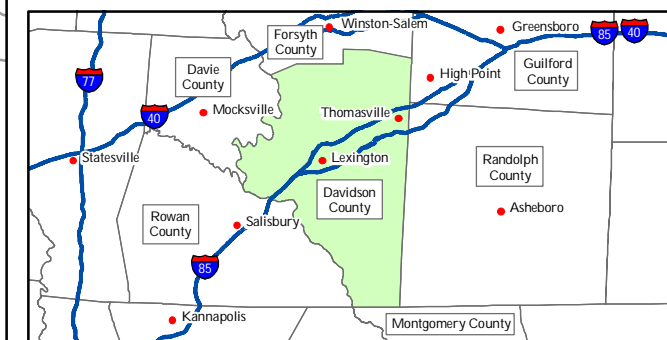 Winston-Salem
Greensboro
85
40
Forsyth
County
Guilford
County
77
Davie
County
High Point
Mocksville
Thomasville
40
Statesville
Lexington
Randolph
County
Davidson
County
Asheboro
Rowan
County
Salisbury
85
Kannapolis
Montgomery County